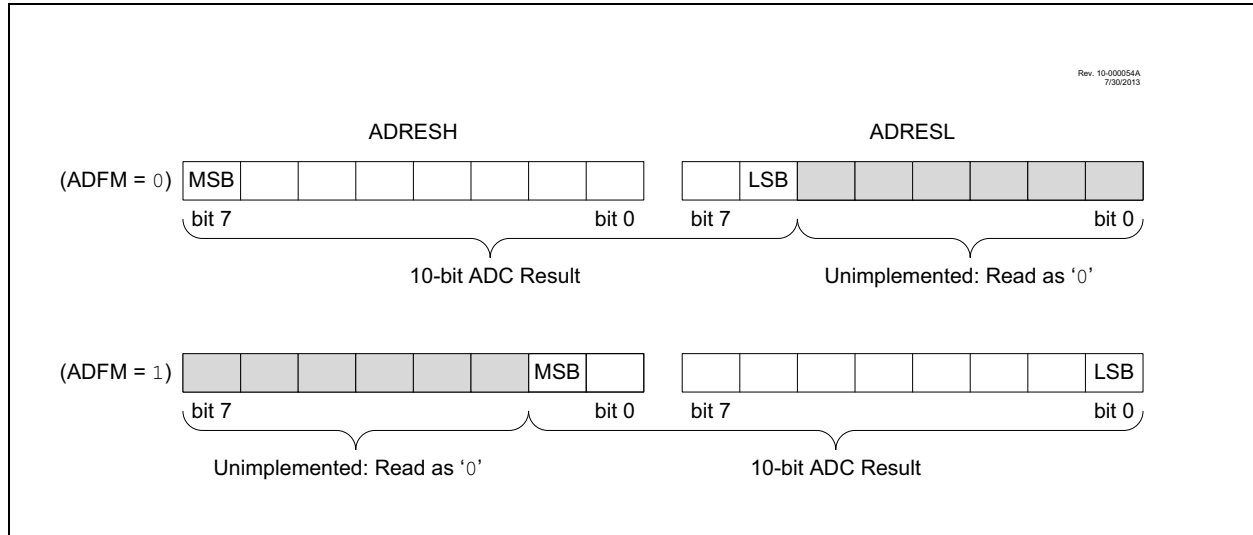 Rev. 10-000054A
7/30/2013
ADRESH ADRESL
(ADFM = 0) MSB LSB
bit 7 bit 0 bit 7 bit 0
10-bit ADC Result Unimplemented: Read as ‘0’
(ADFM = 1) MSB LSB
bit 7 bit 0 bit 7 bit 0
Unimplemented: Read as ‘0’ 10-bit ADC Result